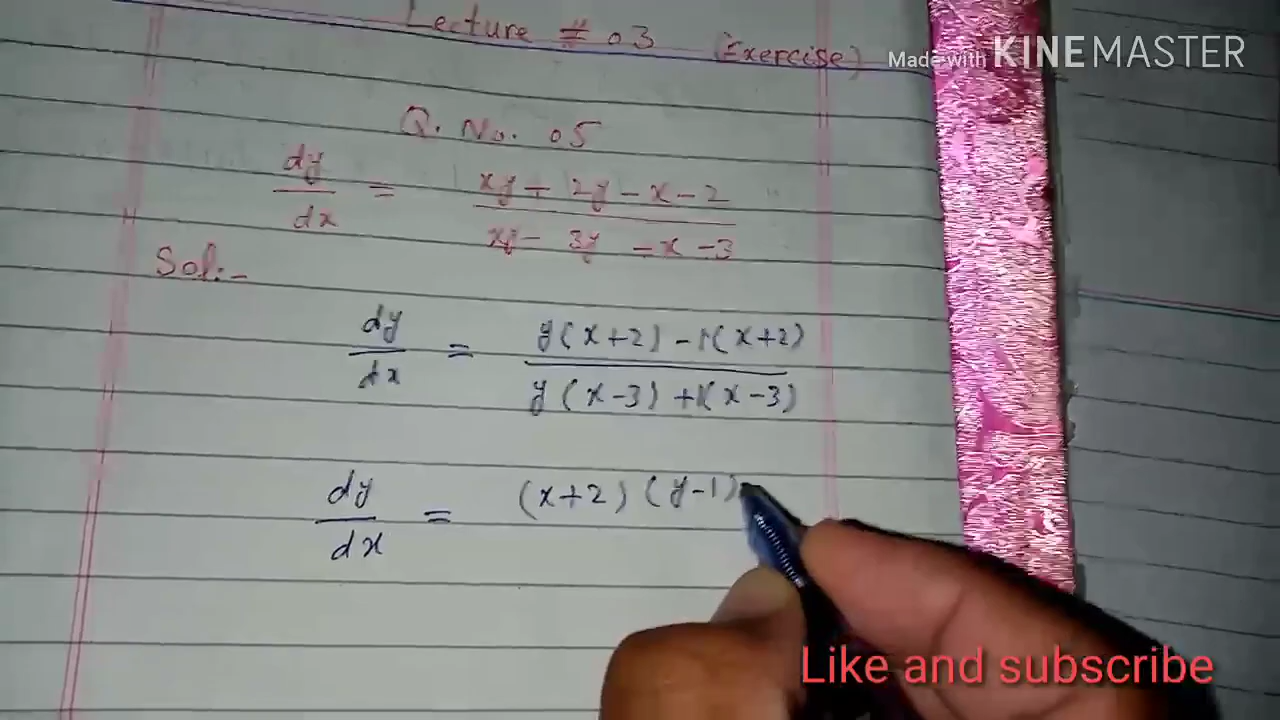 Lecture # 03 (Exercise)
Made with KINEMASTER
Q. No. 05
dy/dx = xy + 2y - x - 2 / xy - 3y - x - 3
Sol:-
dy/dx = y(x+2) - 1(x+2) / y(x-3) + 1(x-3)
dy/dx = (x+2)(y-1)
Like and subscribe